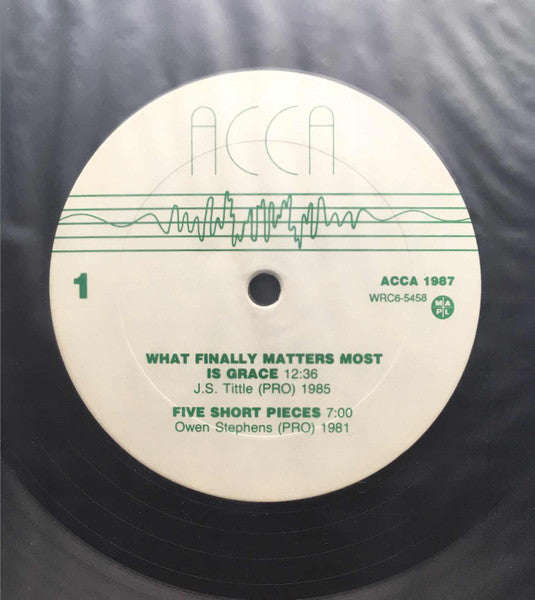 ACCA
1
ACCA 1987
WRC6-5458
M A
P L
WHAT FINALLY MATTERS MOST
IS GRACE 12:36
J.S. Tittle (PRO) 1985
FIVE SHORT PIECES 7:00
Owen Stephens (PRO) 1981